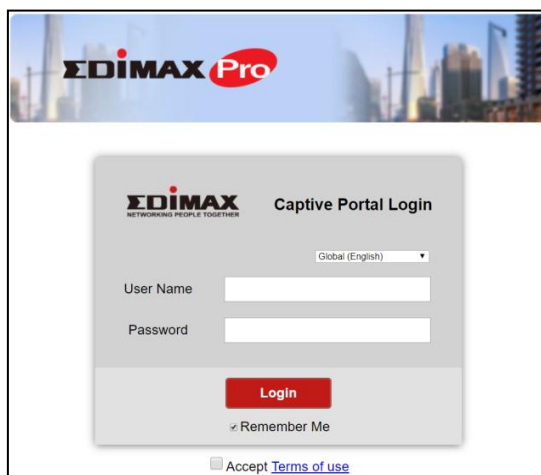 EDIMAX Pro
EDIMAX
NETWORKING PEOPLE TOGETHER
Captive Portal Login
Global (English)
User Name
Password
Login
Remember Me
Accept Terms of use